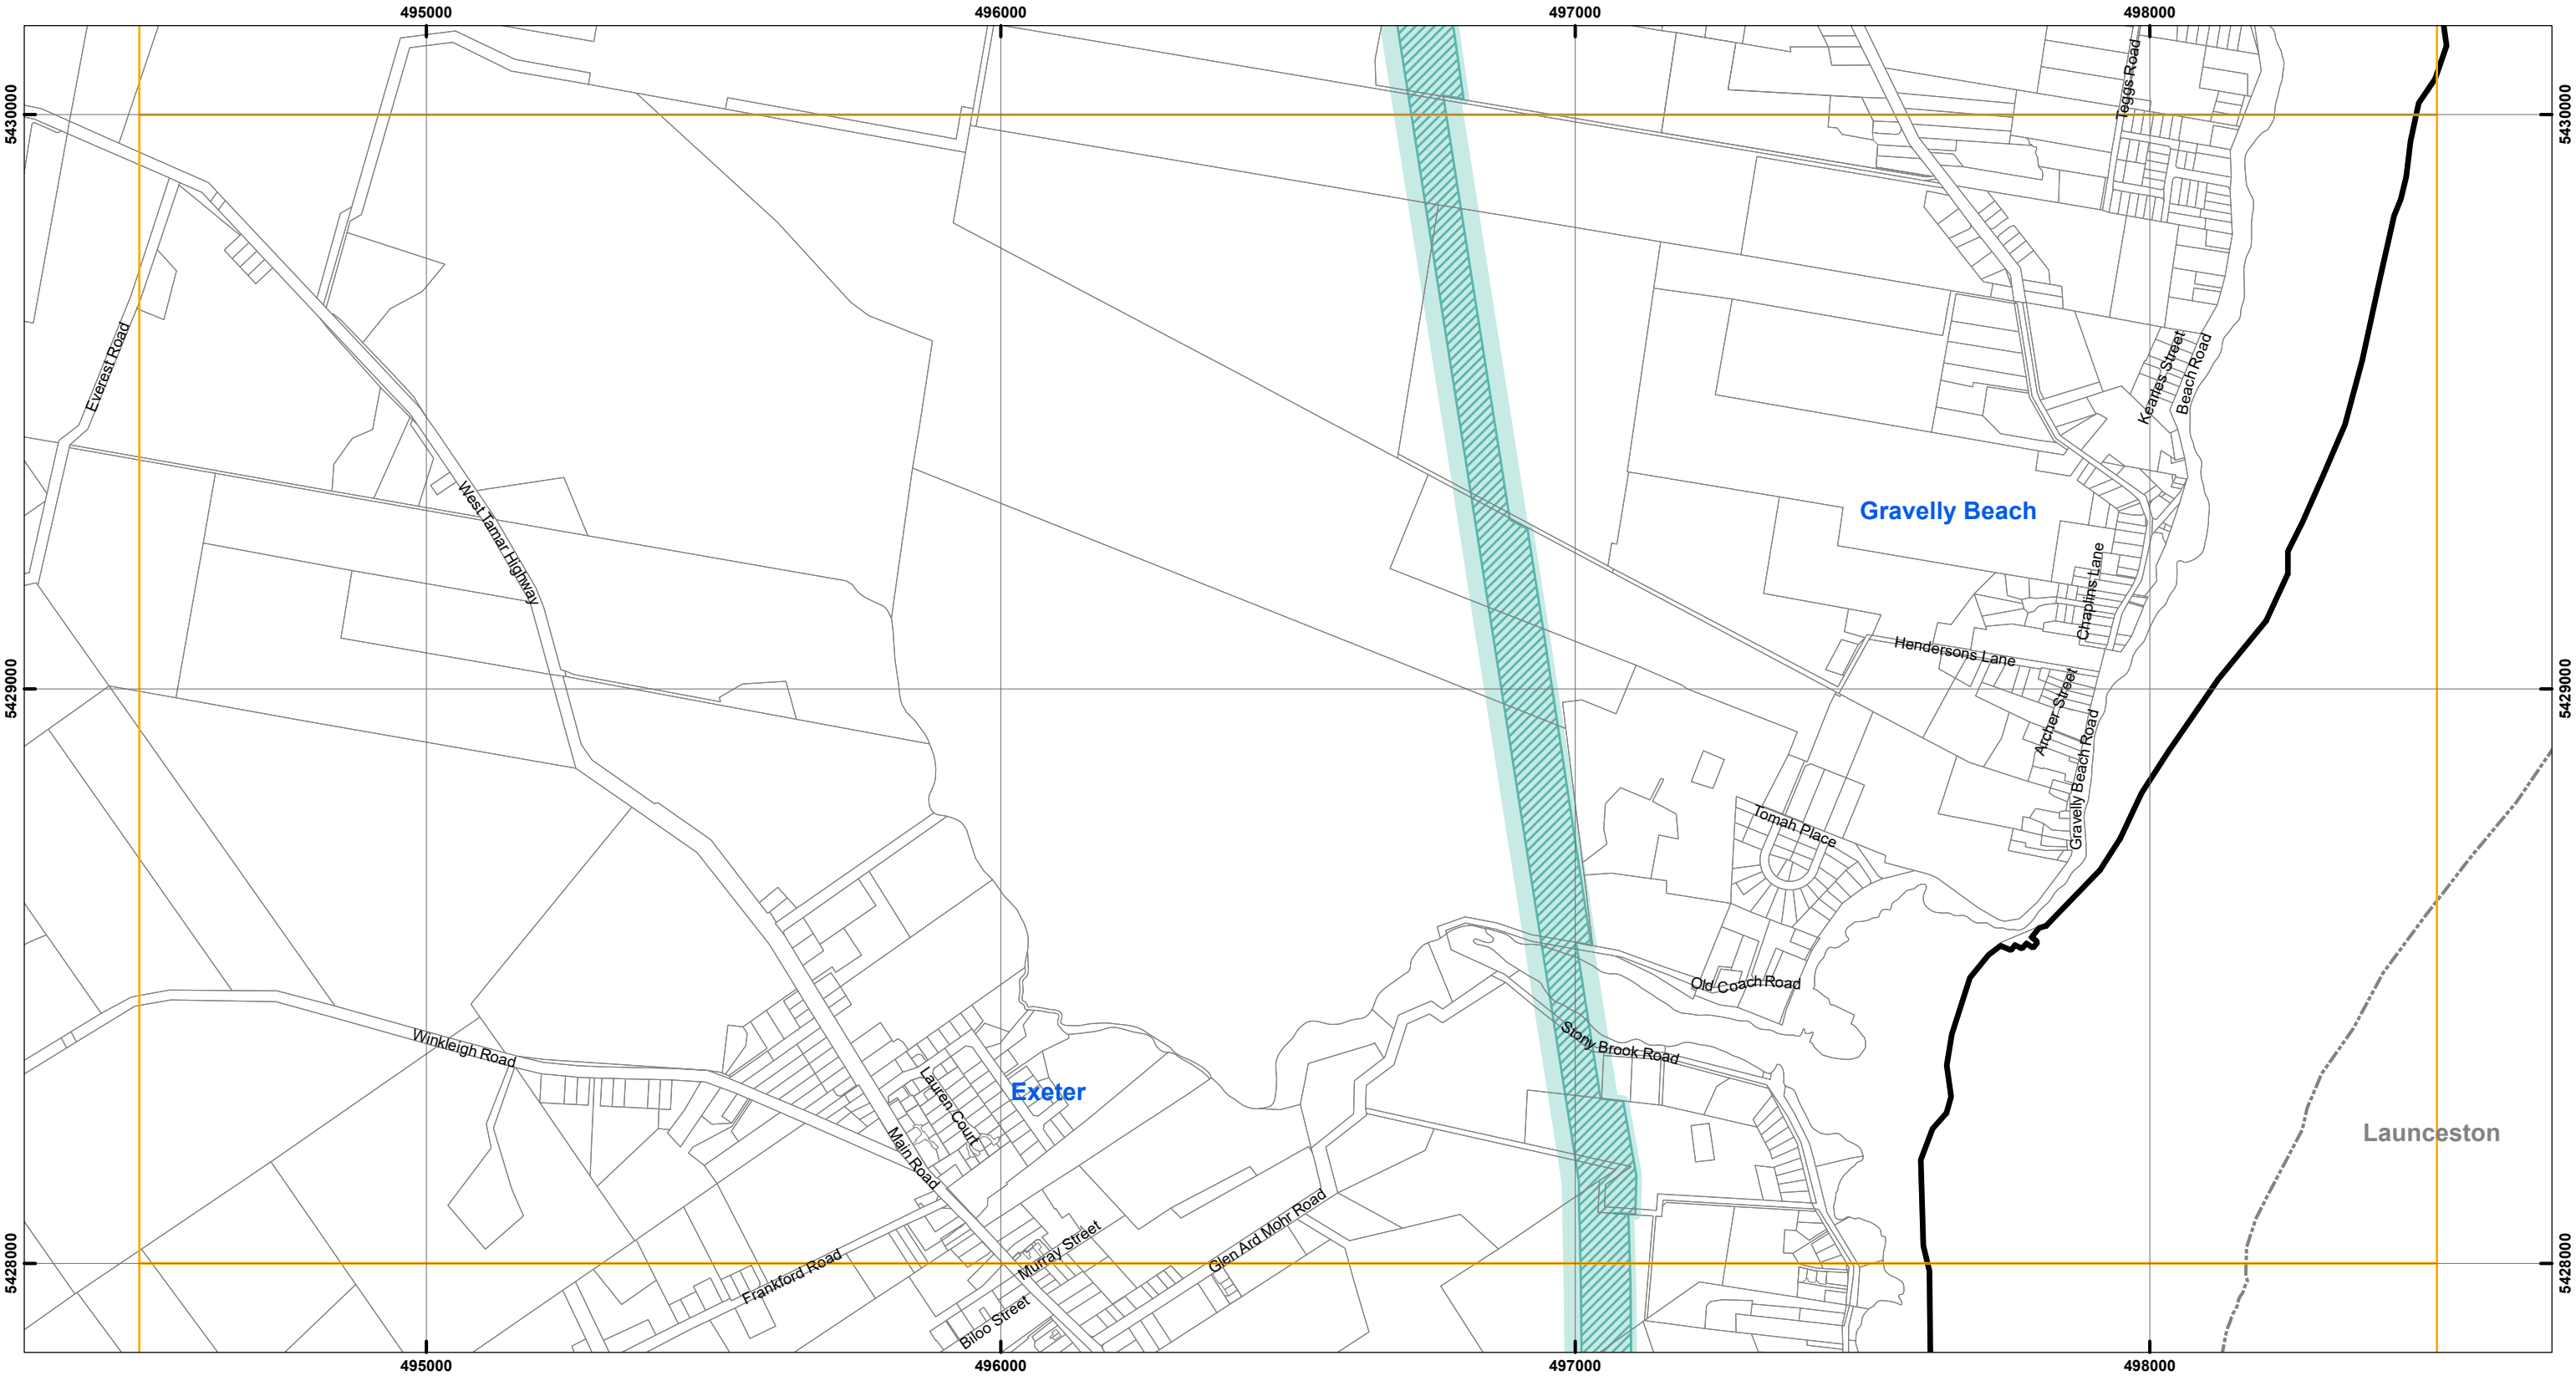 495000
496000
497000
498000
5430000
5430000
Teggs Road
Everest Road
Kearles Street
Beach Road
West Tamar Highway
Gravelly Beach
Chaplins Lane
Hendersons Lane
5429000
5429000
Archer Street
Gravelly Beach Road
Tomah Place
Old Coach Road
Stony Brook Road
Winkleigh Road
Lauren Court
Exeter
Launceston
Main Road
Murray Street
Glen Ard Mohr Road
5428000
5428000
Frankford Road
Biloo Street
495000
496000
497000
498000